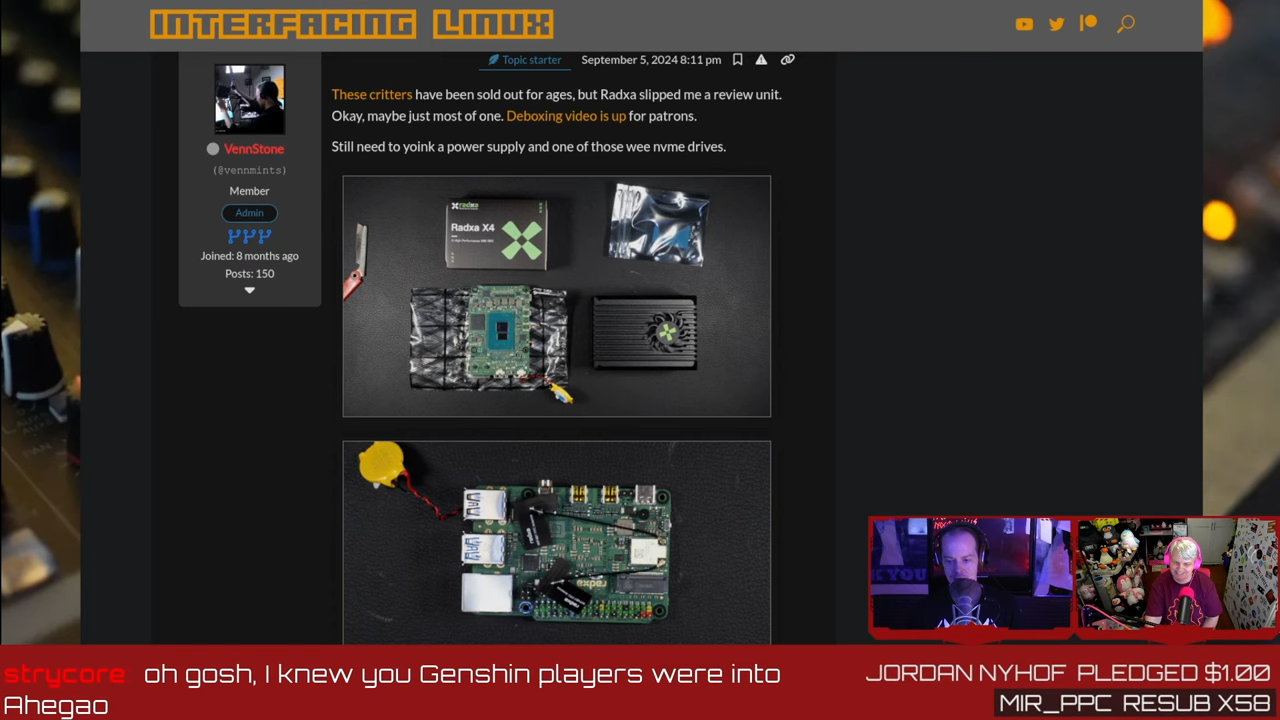 INTERFACING LINUX
Topic starter September 5, 2024 8:11 pm
These critters have been sold out for ages, but Radxa slipped me a review unit.
Okay, maybe just most of one. Deboxing video is up for patrons.
Still need to yoink a power supply and one of those wee nvme drives.
VennStone
(@vennmints)
Member
Admin
Joined: 8 months ago
Posts: 150
radxa
Radxa X4
radxa
K YOU
strycore oh gosh, I knew you Genshin players were into
Ahegao
JORDAN NYHOF PLEDGED $1.00
MIR_PPC RESUB X58